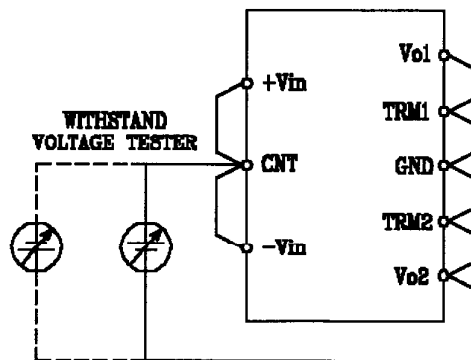 Vo1
+Vin
TRM1
WITHSTAND
VOLTAGE TESTER
CNT
GND
TRM2
-Vin
Vo2